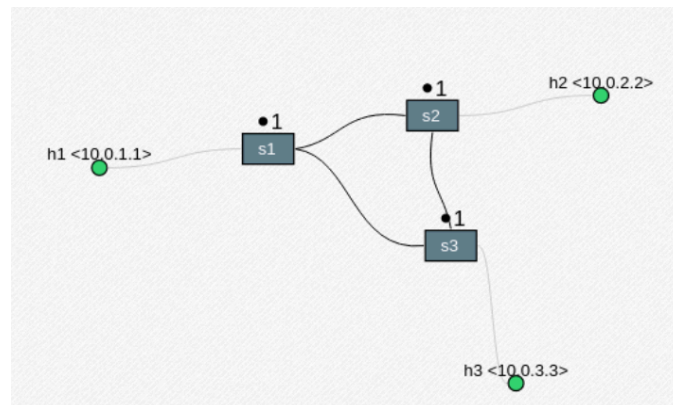 ● 1
h2 <10.0.2.2>
s2
● 1
s1
h1 <10.0.1.1>
● 1
s3
h3 <10.0.3.3>